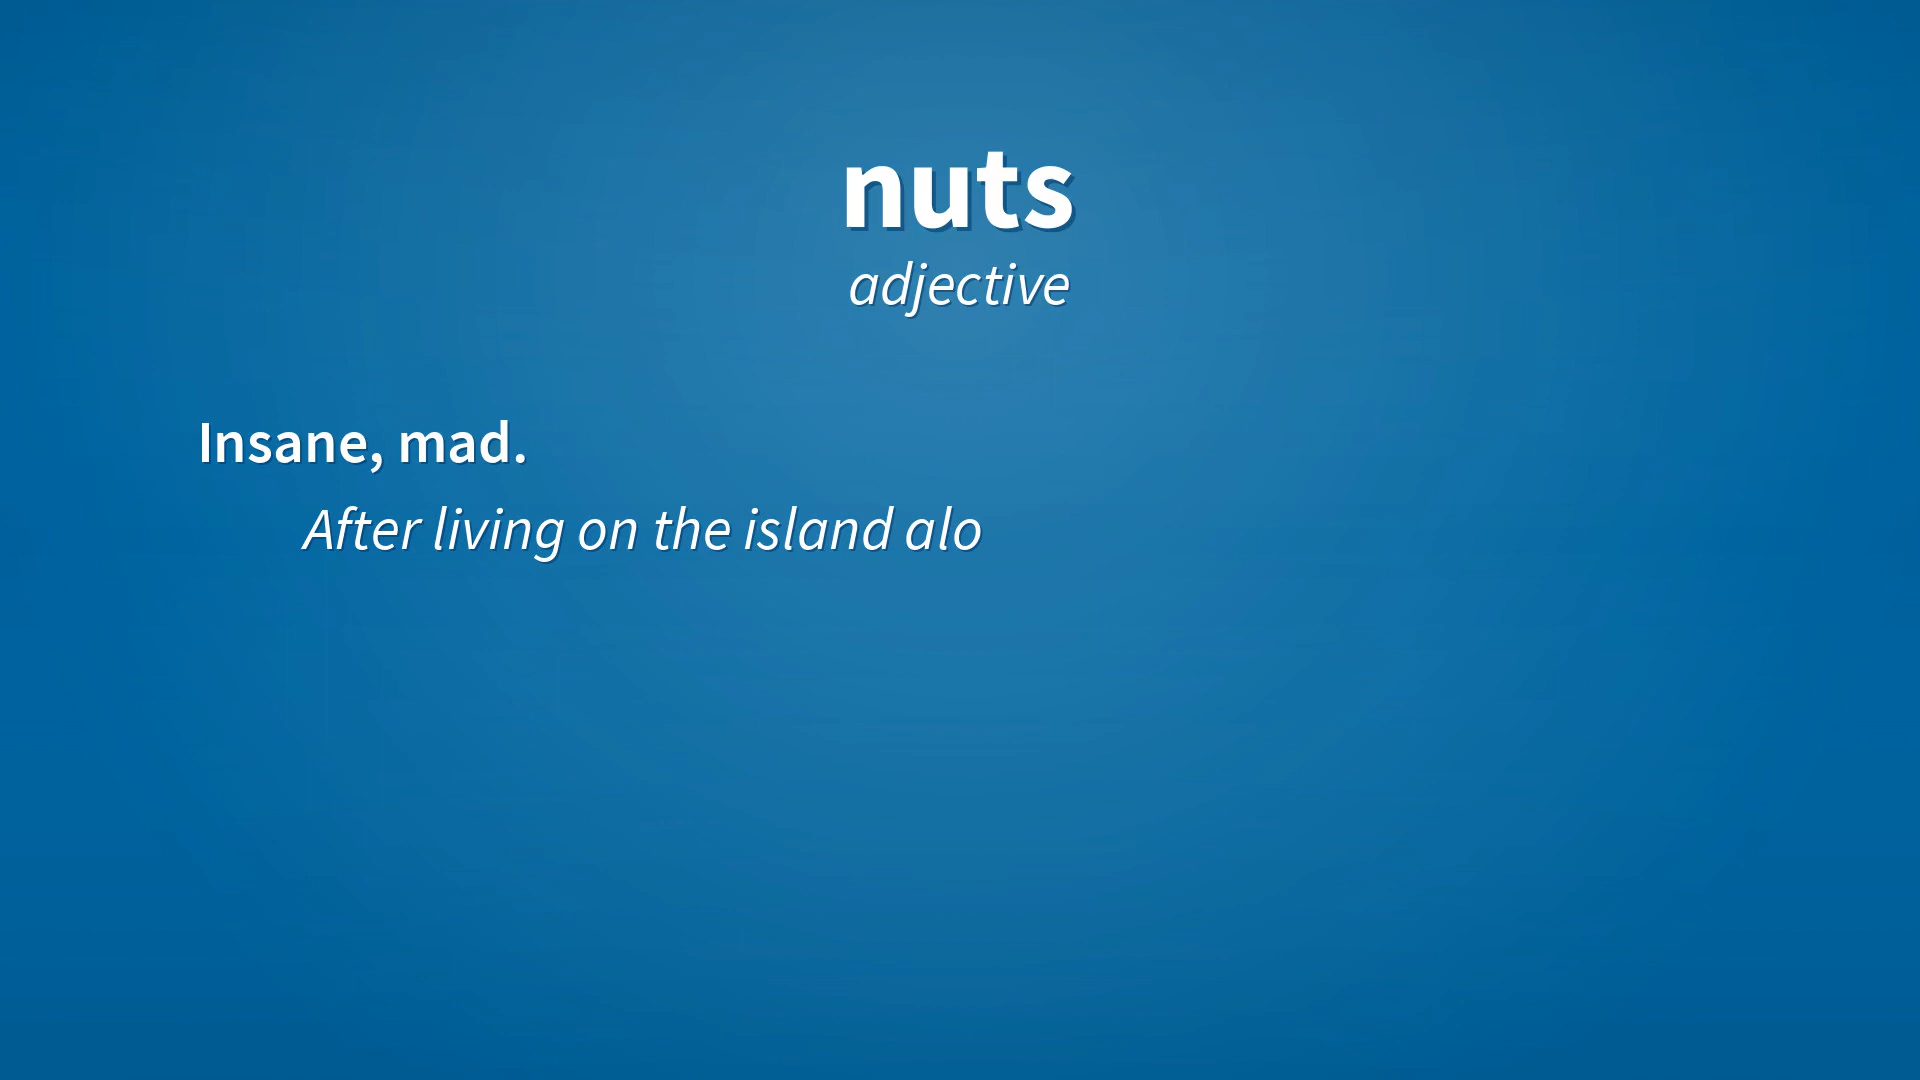 nuts
adjective
Insane, mad.
After living on the island alo